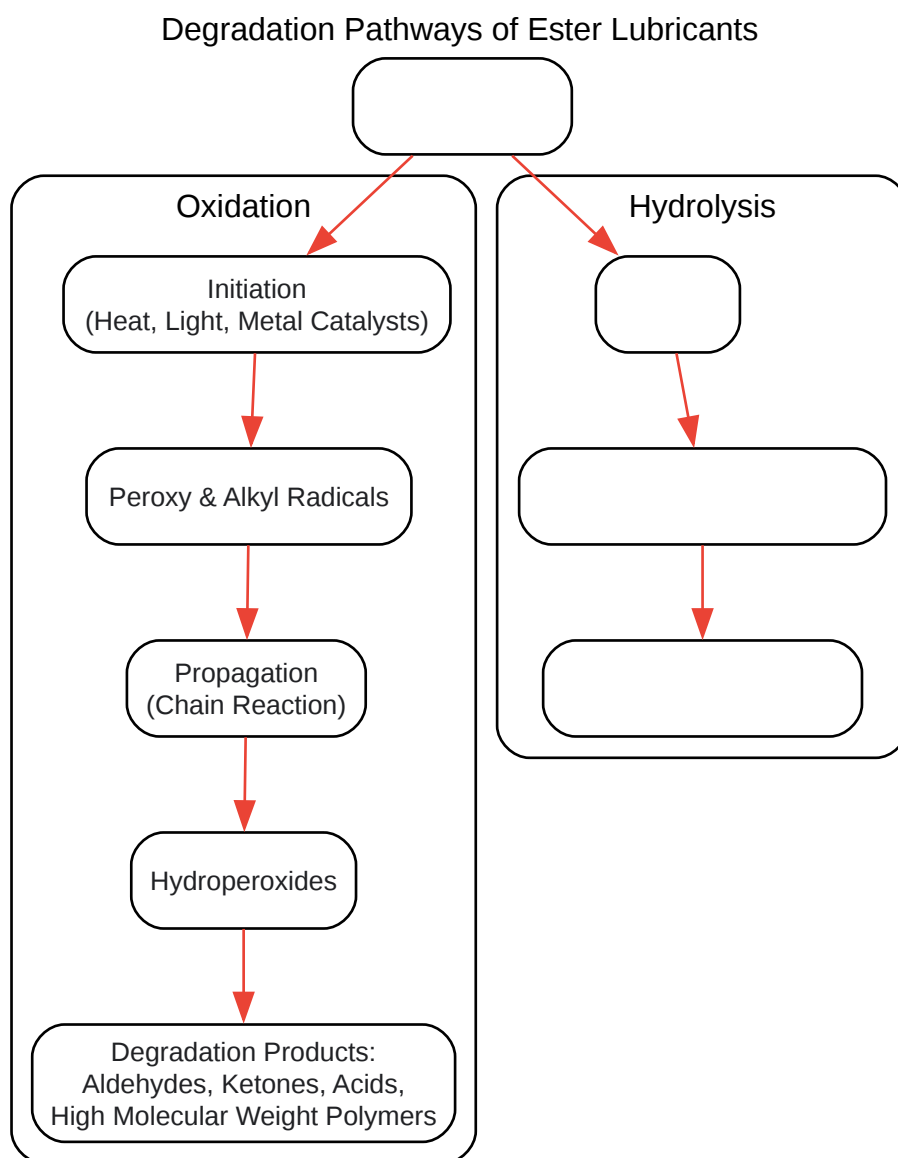 Degradation Pathways of Ester Lubricants
Oxidation
Initiation
(Heat, Light, Metal Catalysts)
Peroxy & Alkyl Radicals
Propagation
(Chain Reaction)
Hydroperoxides
Degradation Products:
Aldehydes, Ketones, Acids,
High Molecular Weight Polymers
Hydrolysis